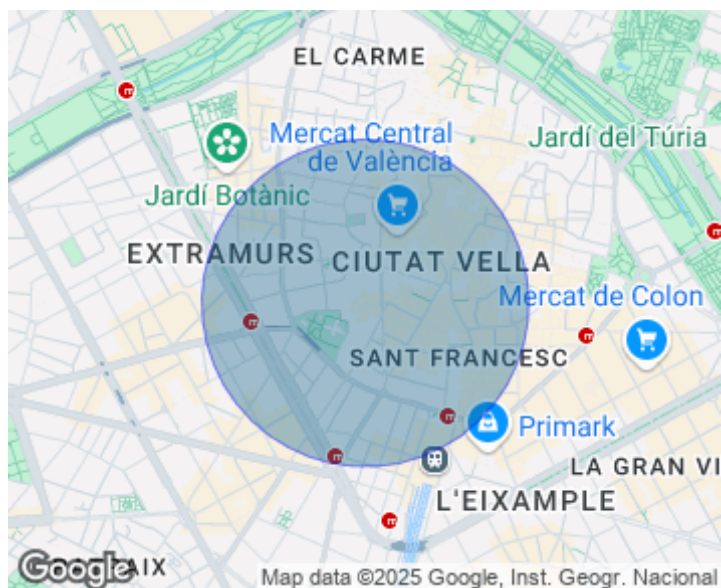 EL CARME
Mercat Central
de València
Jardí del Túria
Jardí Botànic
EXTRAMURS
CIUTAT VELLA
Mercat de Colon
SANT FRANCESC
Primark
LA GRAN VI
L'EIXAMPLE
Google
AIX
Map data ©2025 Google, Inst. Geogr. Nacional